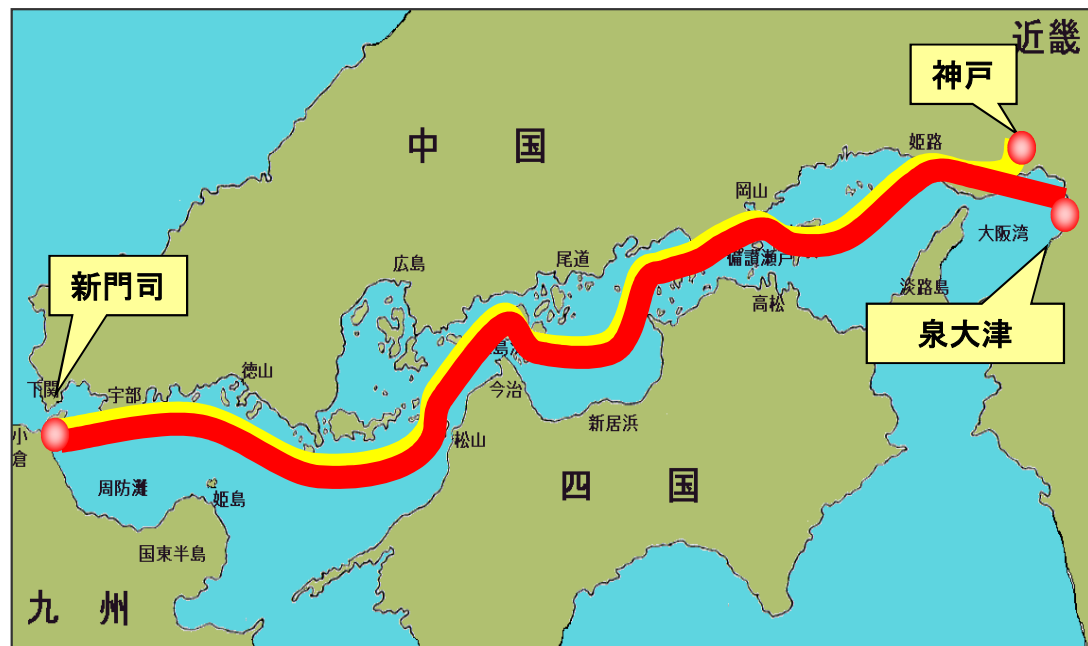 近畿
神戸
中国
姫路
岡山
大阪湾
備讃瀬戸
尾道
広島
淡路島
新門司
高松
泉大津
徳山
下関
宇部
今治
新居浜
松山
小倉
四国
周防灘
姫島
国東半島
九州